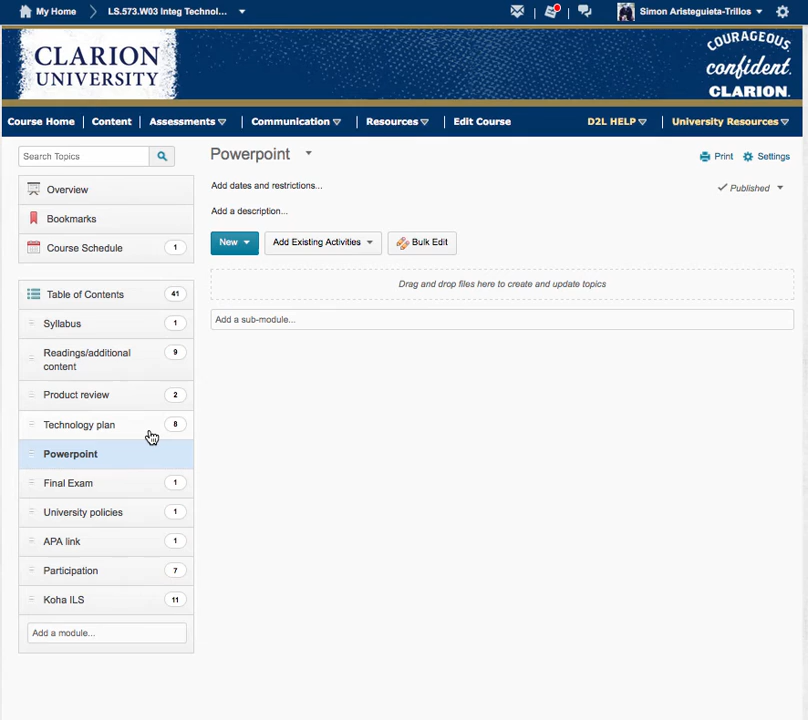 My Home
LS.573.W03 Integ Technol...
Simon Aristeguieta-Trillos
CLARION
UNIVERSITY
COURAGEOUS.
confident.
CLARION.
Course Home
Content
Assessments
Communication
Resources
Edit Course
D2L HELP
University Resources
Search Topics
Overview
Bookmarks
Course Schedule 1
Table of Contents 41
Syllabus 1
Readings/additional 9
content
Product review 2
Technology plan 8
Powerpoint
Final Exam 1
University policies 1
APA link 1
Participation 7
Koha ILS 11
Add a module...
Powerpoint
Print
Settings
Add dates and restrictions...
Published
Add a description...
New
Add Existing Activities
Bulk Edit
Drag and drop files here to create and update topics
Add a sub-module...